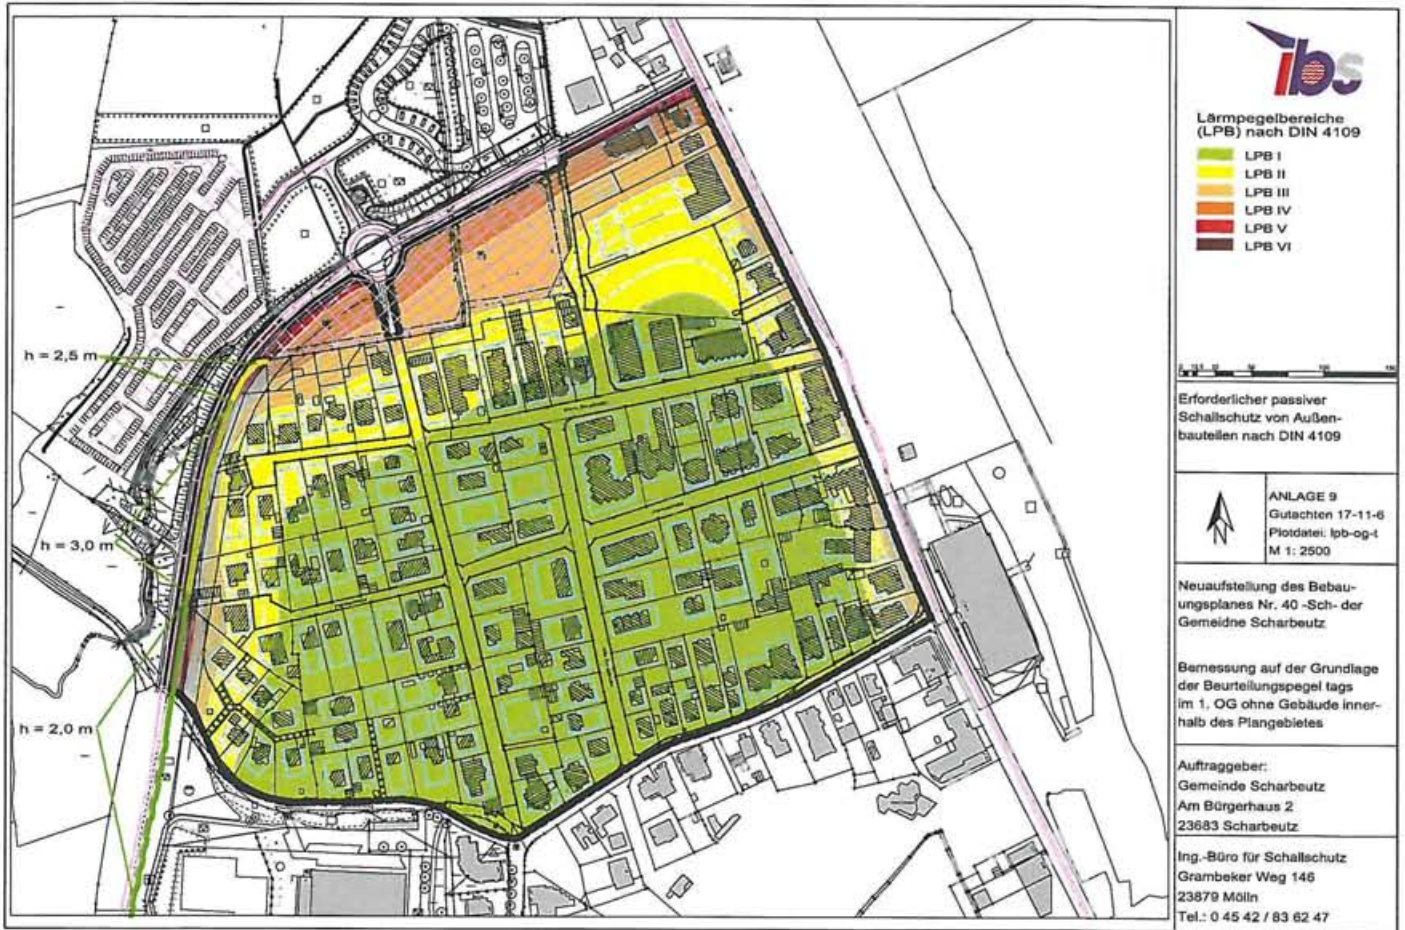 ibs
Lärmpegelbereiche
(LPB) nach DIN 4109
LPB I
LPB II
LPB III
LPB IV
LPB V
LPB VI
h = 2,5 m
h = 3,0 m
h = 2,0 m
Erforderlicher passiver
Schallschutz von Außen-
bauteilen nach DIN 4109
ANLAGE 9
Gutachten 17-11-6
Plotdatei: lpb-og-t
M 1: 2500
Neuaufstellung des Bebau-
ungsplanes Nr. 40 -Sch- der
Gemeidne Scharbeutz
Bemessung auf der Grundlage
der Beurteilungspegel tags
im 1. OG ohne Gebäude inner-
halb des Plangebietes
Auftraggeber:
Gemeinde Scharbeutz
Am Bürgerhaus 2
23683 Scharbeutz
Ing.-Büro für Schallschutz
Grambeker Weg 146
23879 Mölln
Tel.: 0 45 42 / 83 62 47